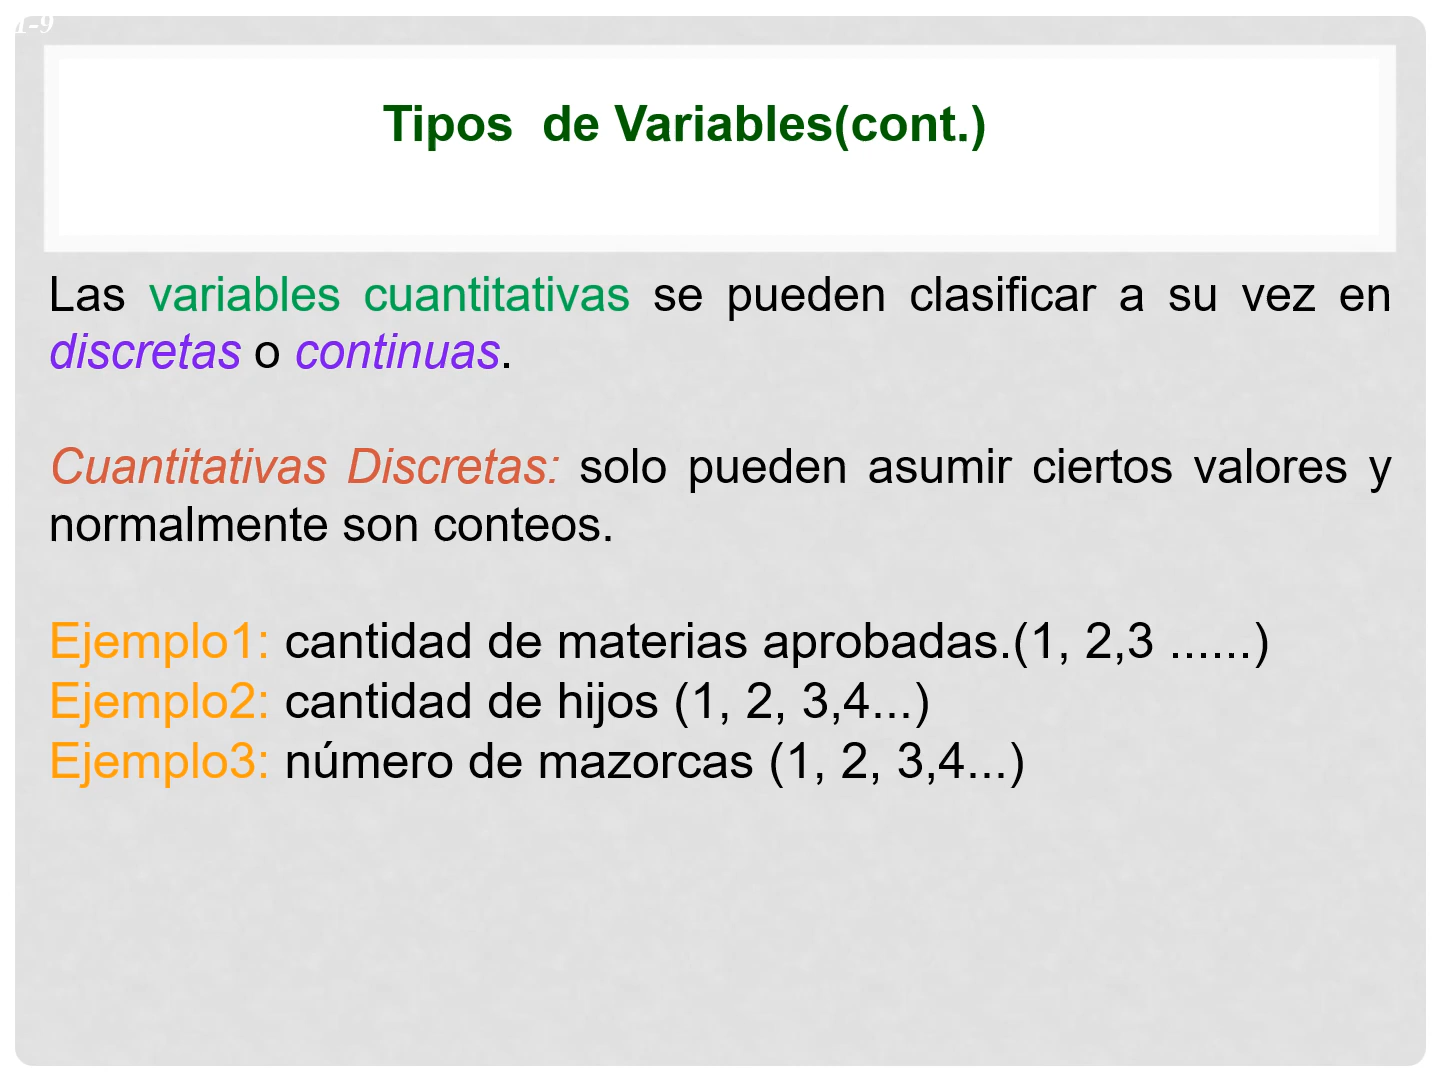 1-9
Tipos  de Variables(cont.)
Las variables cuantitativas se pueden clasificar a su vez en
discretas o continuas.
Cuantitativas Discretas: solo pueden asumir ciertos valores y
normalmente son conteos.
Ejemplo1: cantidad de materias aprobadas.(1, 2,3 ......)
Ejemplo2: cantidad de hijos (1, 2, 3,4...)
Ejemplo3: número de mazorcas (1, 2, 3,4...)